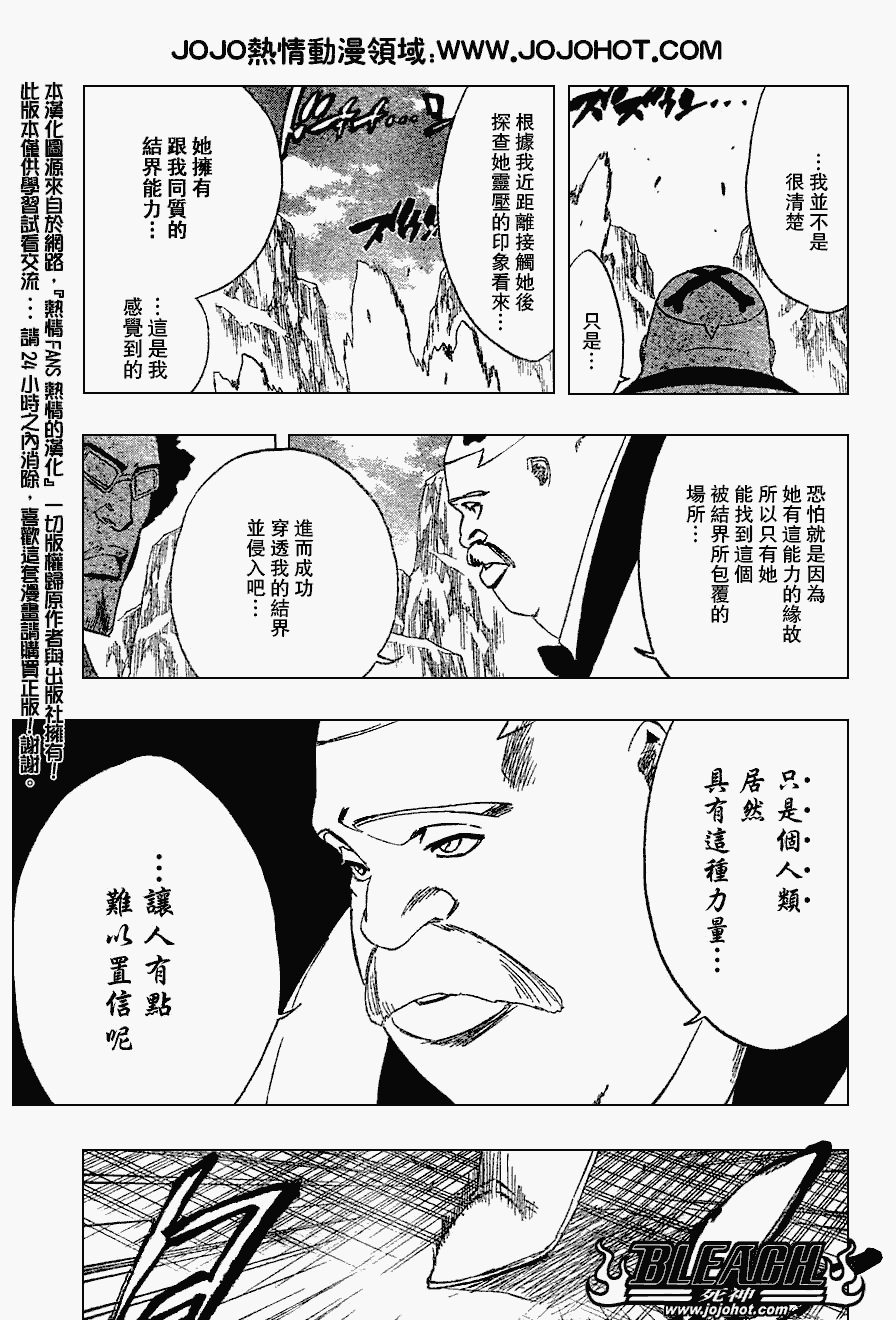 JOJO熱情動漫領域:WWW.JOJOHOT.COM
本漢化圖源來自於網路，『熱情FANS熱情的漢化』一切版權歸原作者與出版社擁有！
此版本僅供學習試看交流…請24小時之內消除，喜歡這套漫畫請購買正版！謝謝。
…我並不是
很清楚
只是…
根據我近距離接觸她後
探查她靈壓的印象看來…
她擁有
跟我同質的
結界能力…
…這是我
感覺到的
恐怕就是因為
她有這能力的緣故
所以只有她
能找到這個
被結界所包覆的
場所…
進而成功
穿透我的結界
並侵入吧…
只是個人類
居然
具有這種力量…
…讓人有點
難以置信呢
BLEACH
死神
www.jojohot.com